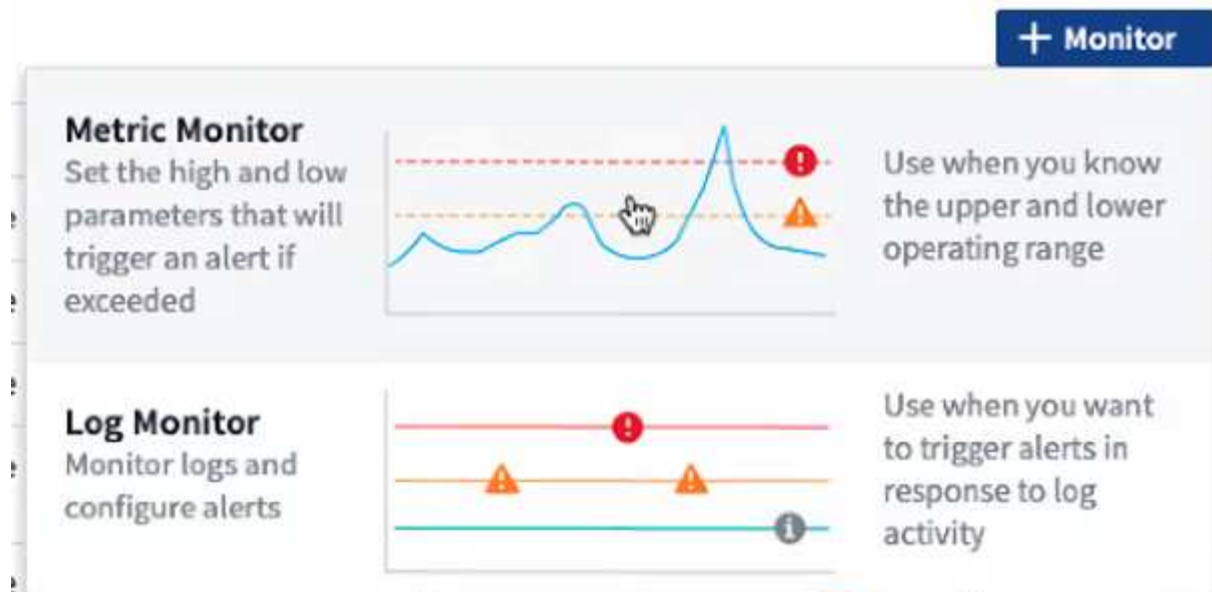 + Monitor
Metric Monitor
Set the high and low
parameters that will
trigger an alert if
exceeded
Use when you know
the upper and lower
operating range
Log Monitor
Monitor logs and
configure alerts
Use when you want
to trigger alerts in
response to log
activity